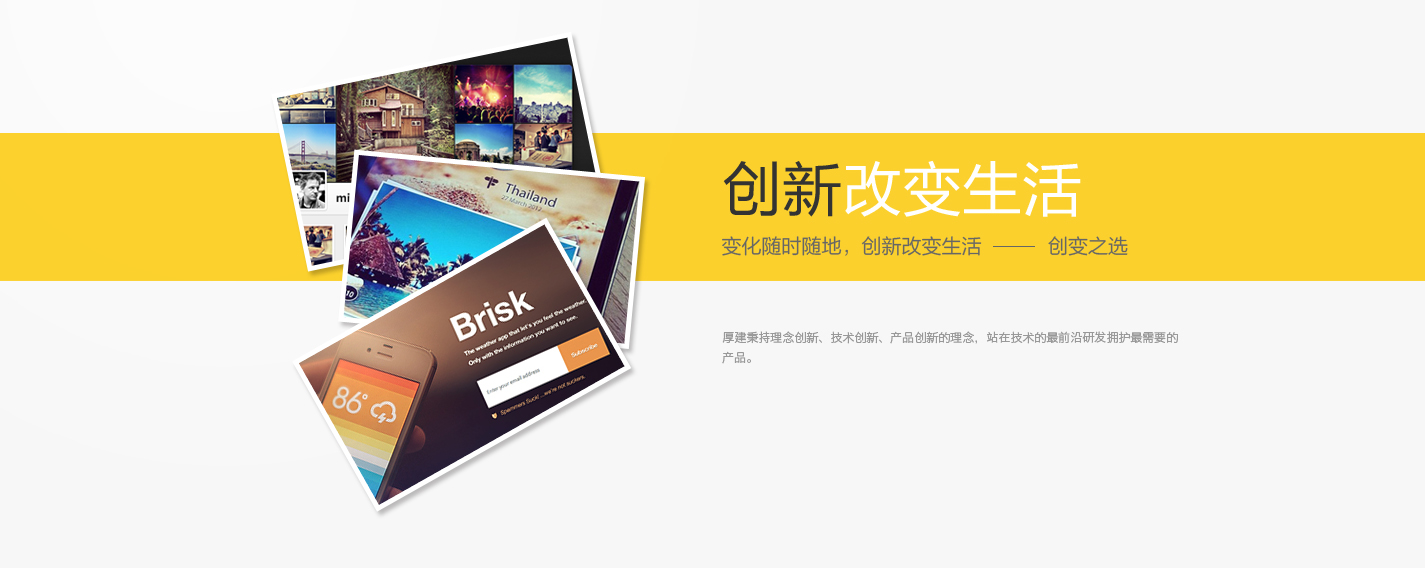 创新改变生活
变化随时随地，创新改变生活 —— 创变之选
厚建秉持理念创新、技术创新、产品创新的理念，站在技术的最前沿研发拥护最需要的
产品。
mi
Thailand
27 March 2012
10
Brisk
The weather app that let's you feel the weather.
Only with the information you want to see.
Enter your email address
Subscribe
Spammers Suck! ... we're not suckers.
86°